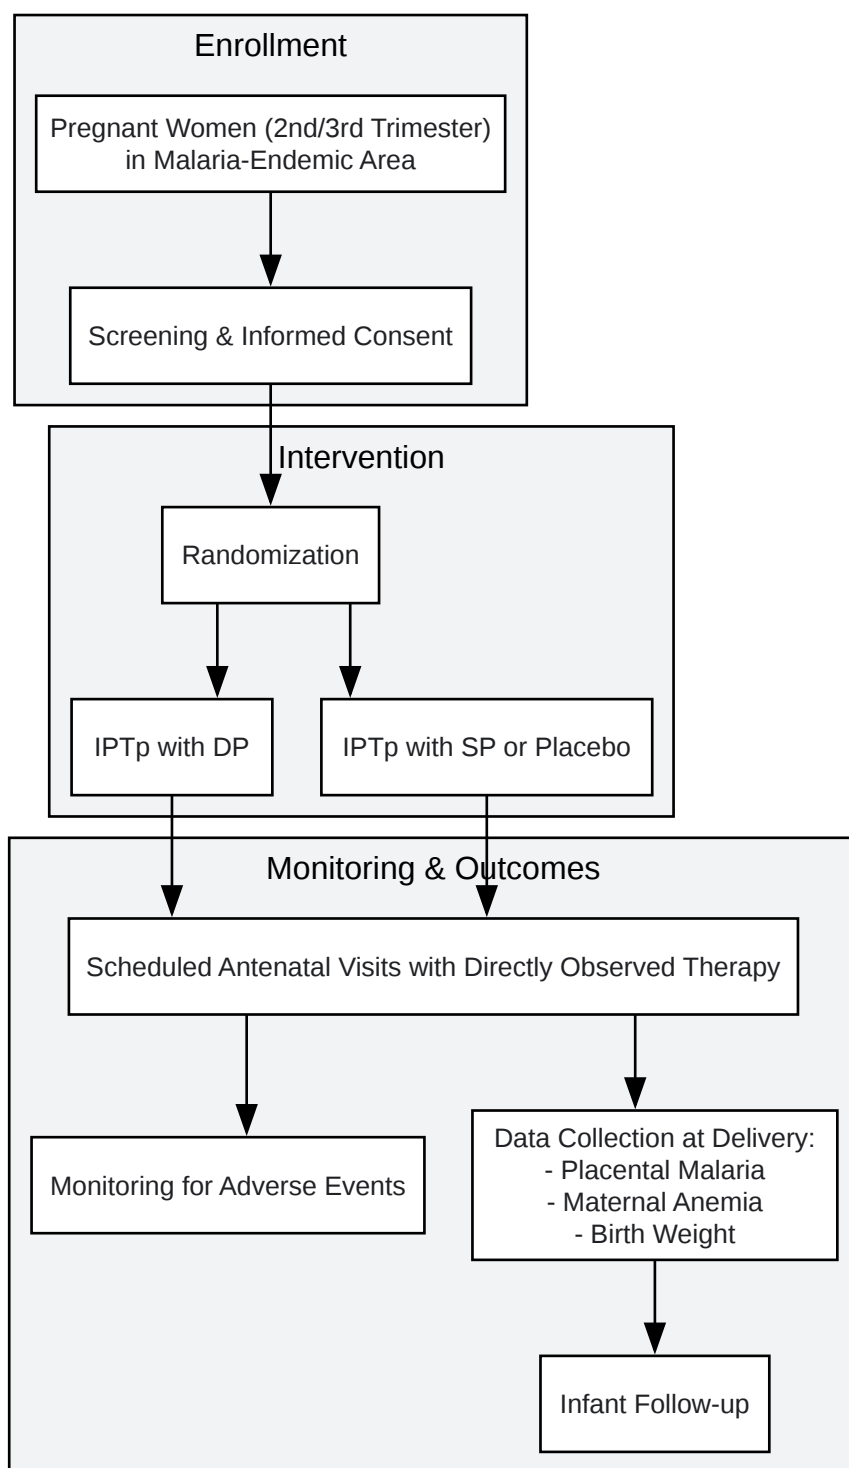 Enrollment
Pregnant Women (2nd/3rd Trimester)
in Malaria-Endemic Area
Screening & Informed Consent
Intervention
Randomization
IPTp with DP
IPTp with SP or Placebo
Monitoring & Outcomes
Scheduled Antenatal Visits with Directly Observed Therapy
Monitoring for Adverse Events
Data Collection at Delivery:
- Placental Malaria
- Maternal Anemia
- Birth Weight
Infant Follow-up